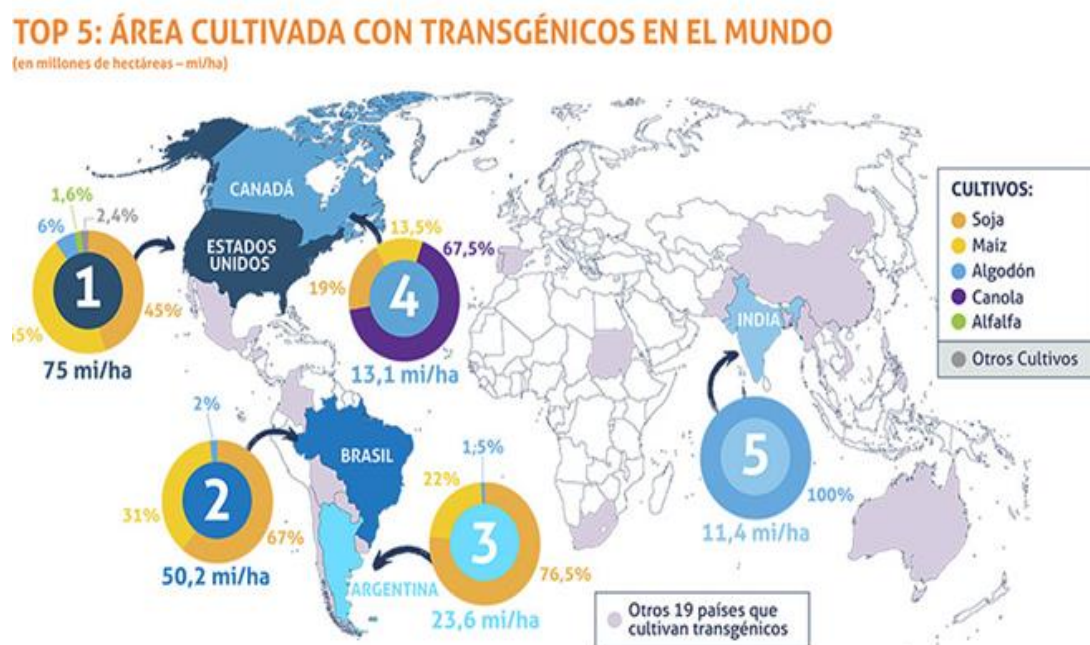 TOP 5: ÁREA CULTIVADA CON TRANSGÉNICOS EN EL MUNDO
(en millones de hectáreas – mi/ha)
CANADÁ
ESTADOS
UNIDOS
1,6%
6%
2,4%
1
45%
5%
75 mi/ha
13,5%
67,5%
19%
4
13,1 mi/ha
2%
31%
2
67%
50,2 mi/ha
BRASIL
1,5%
22%
3
76,5%
ARGENTINA
23,6 mi/ha
INDIA
5
100%
11,4 mi/ha
CULTIVOS:
Soja
Maíz
Algodón
Canola
Alfalfa
Otros Cultivos
Otros 19 países que
cultivan transgénicos